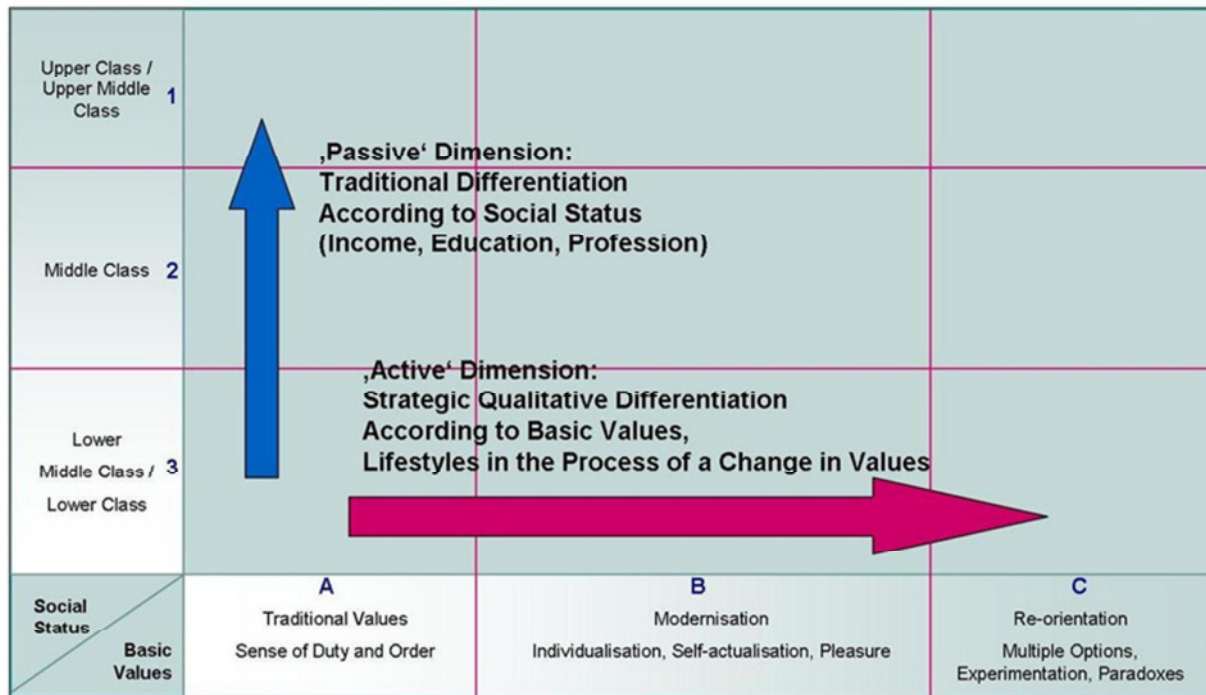 Upper Class /
Upper Middle
Class
1
‚Passive‘ Dimension:
Traditional Differentiation
According to Social Status
(Income, Education, Profession)
Middle Class 2
‚Active‘ Dimension:
Strategic Qualitative Differentiation
According to Basic Values,
Lifestyles in the Process of a Change in Values
Lower
Middle Class /
Lower Class
3
Social
Status
Basic
Values
A
Traditional Values
Sense of Duty and Order
B
Modernisation
Individualisation, Self-actualisation, Pleasure
C
Re-orientation
Multiple Options,
Experimentation, Paradoxes